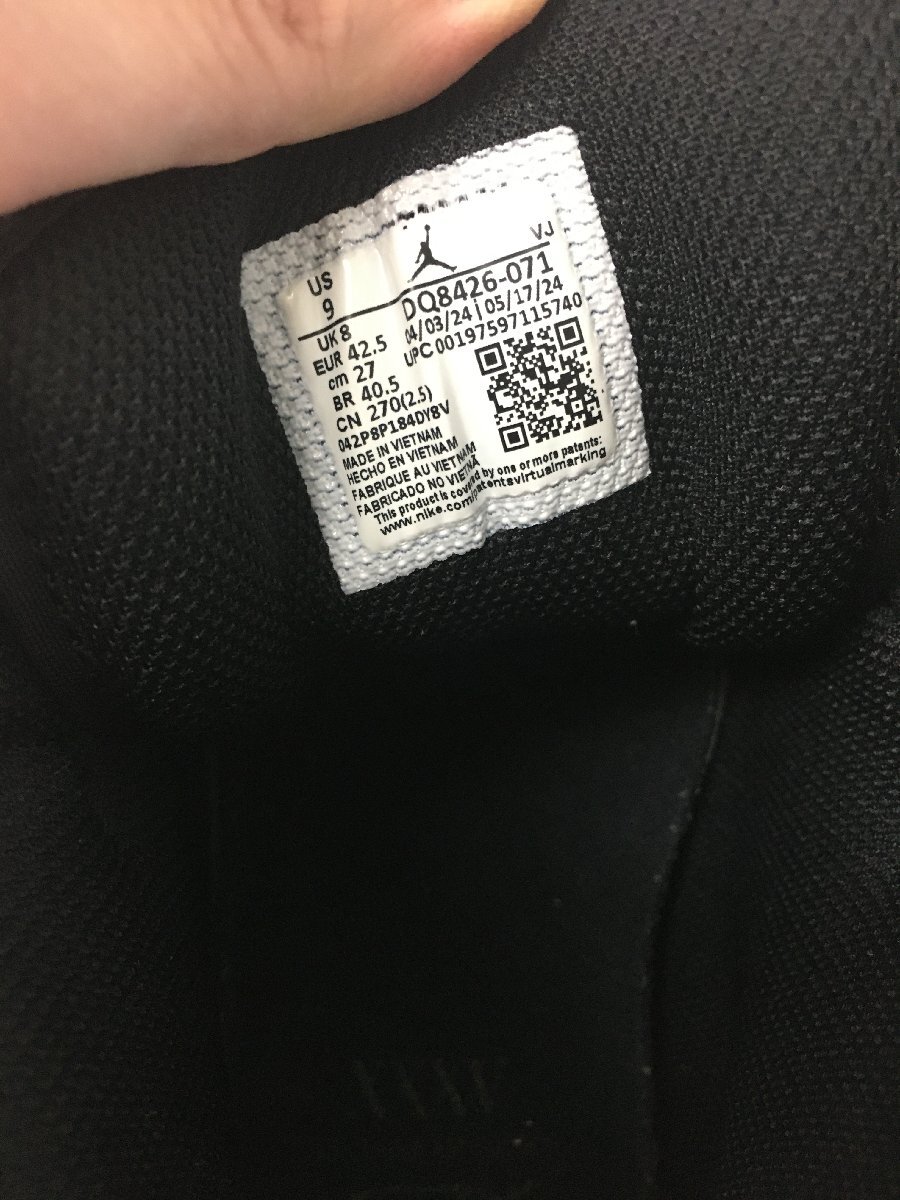 US
9
VJ
UK 8
EUR 42.5
cm 27
BR 40.5
CN 270(2.5)
042P8P184DY8V
DQ8426-071
04/03/24 | 05/17/24
UPC 00197597115740
MADE IN VIETNAM
HECHO EN VIETNAM
FABRIQUE AU VIETNAM
FABRICADO NO VIETNA
This product is covered by one or more patents:
www.nike.com/patentsvirtualmarking